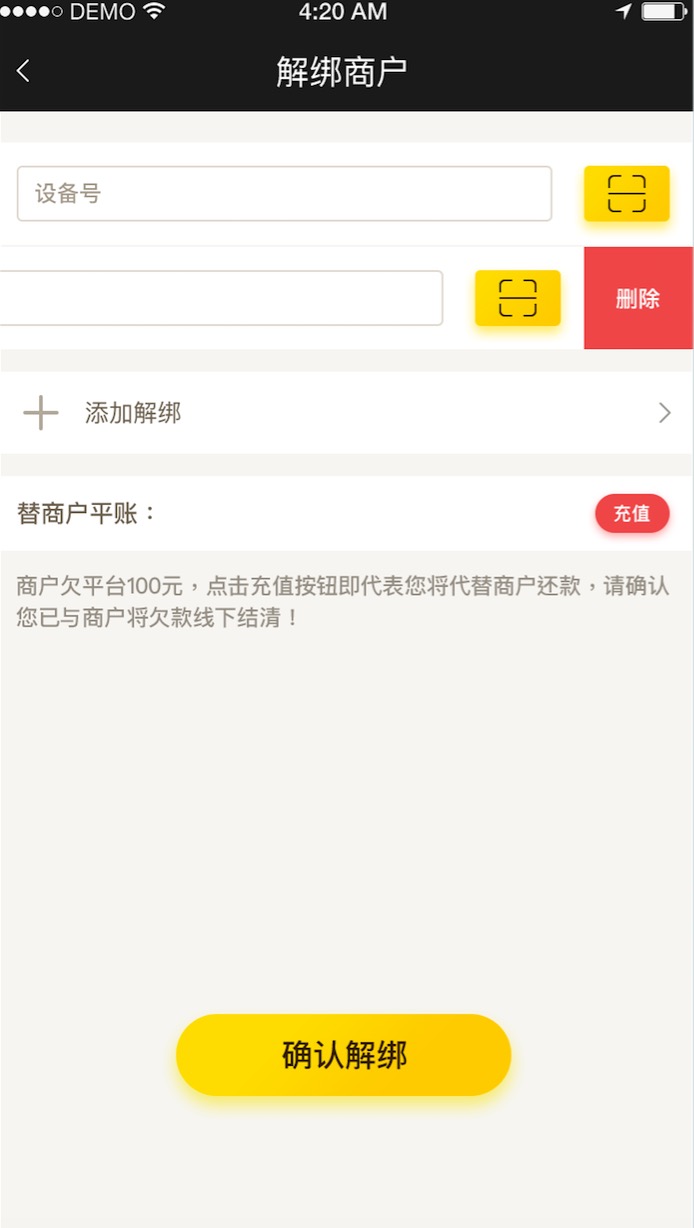 DEMO 4:20 AM
解绑商户
设备号
删除
添加解绑
替商户平账：
充值
商户欠平台100元，点击充值按钮即代表您将代替商户还款，请确认
您已与商户将欠款线下结清！
确认解绑